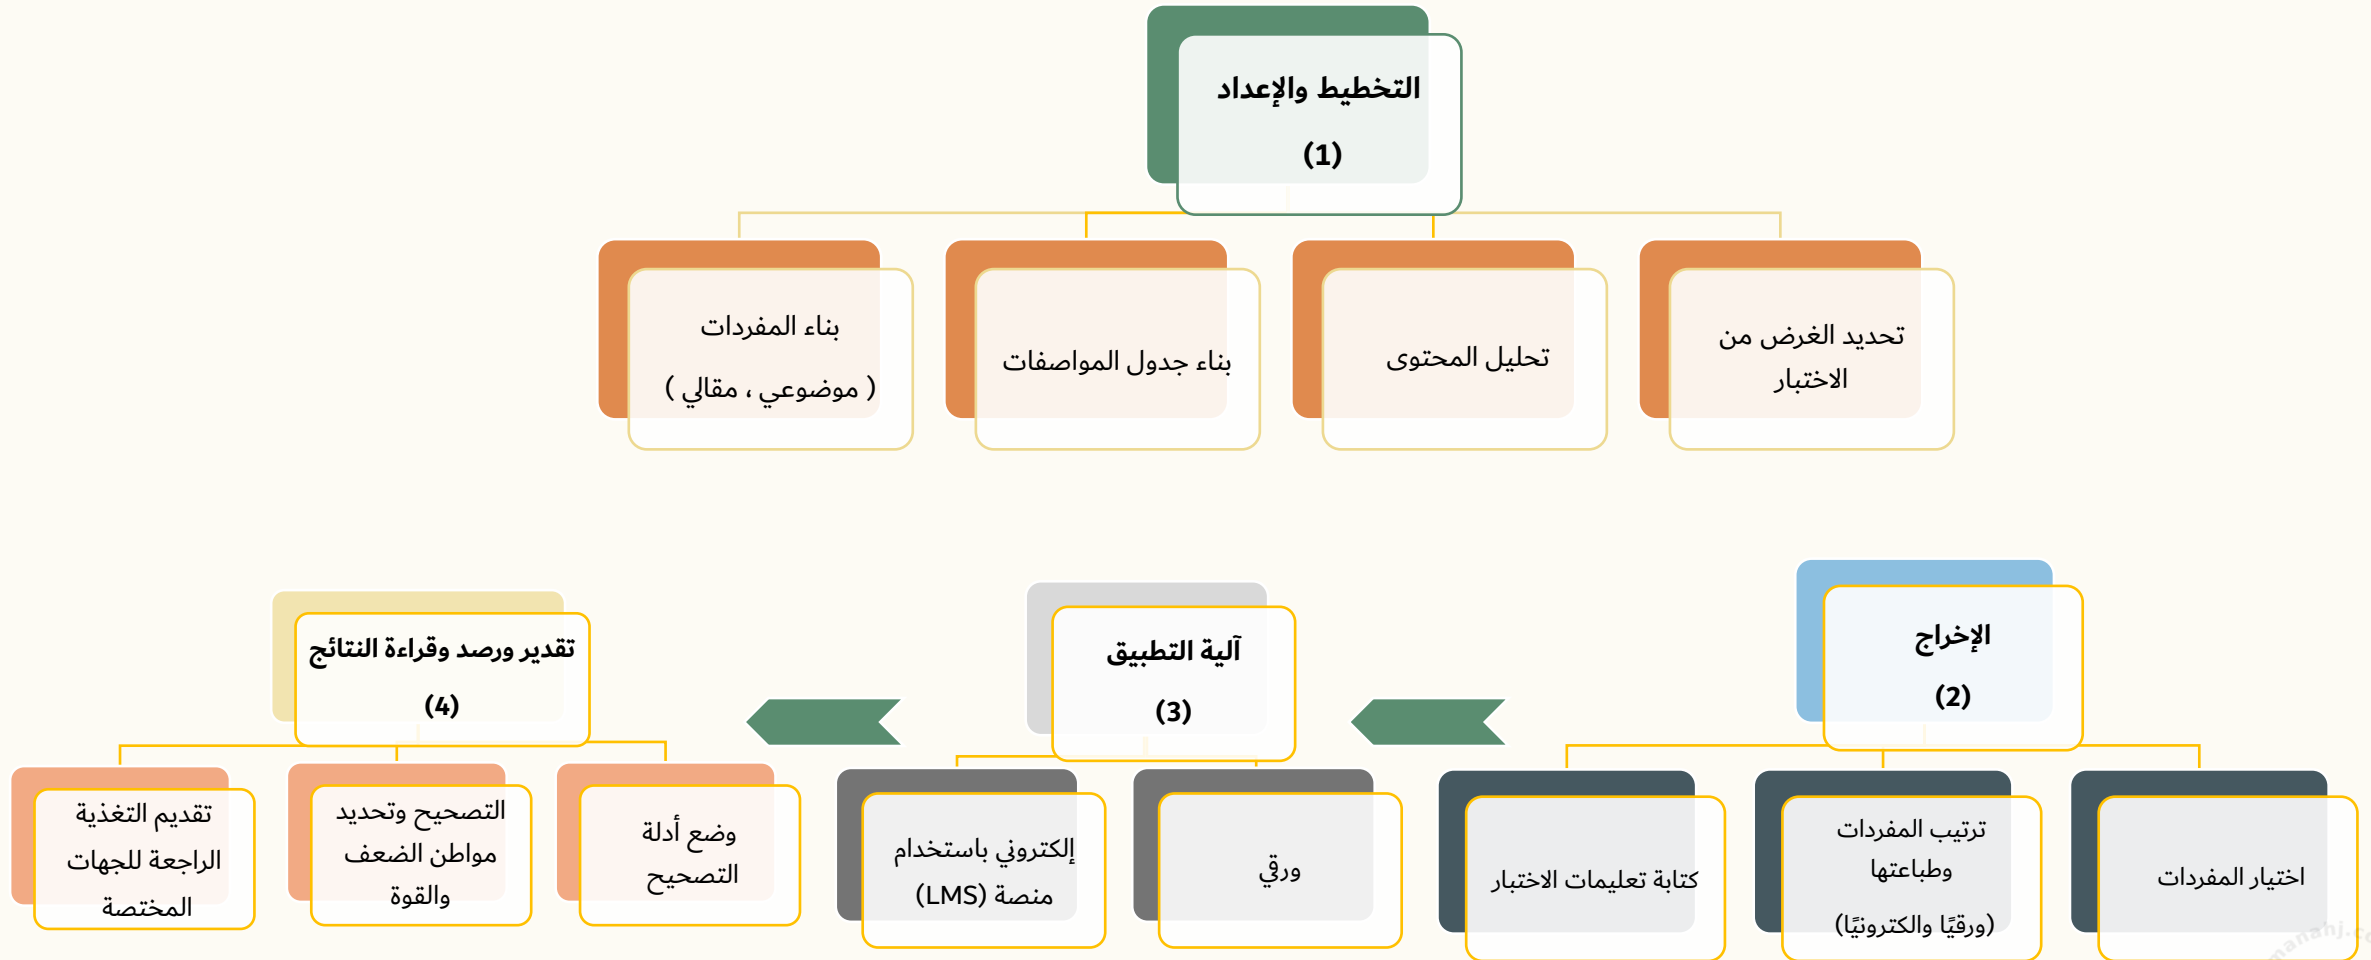 التخطيط والإعداد
(1)
تحديد الغرض من
الاختبار
تحليل المحتوى
بناء جدول المواصفات
بناء المفردات
( موضوعي ، مقالي )
الإخراج
(2)
اختيار المفردات
ترتيب المفردات
وطباعتها
(ورقيًا والكترونيًا)
كتابة تعليمات الاختبار
آلية التطبيق
(3)
ورقي
إلكتروني باستخدام
منصة (LMS)
تقدير ورصد وقراءة النتائج
(4)
وضع أدلة
التصحيح
التصحيح وتحديد
مواطن الضعف
والقوة
تقديم التغذية
الراجعة للجهات
المختصة